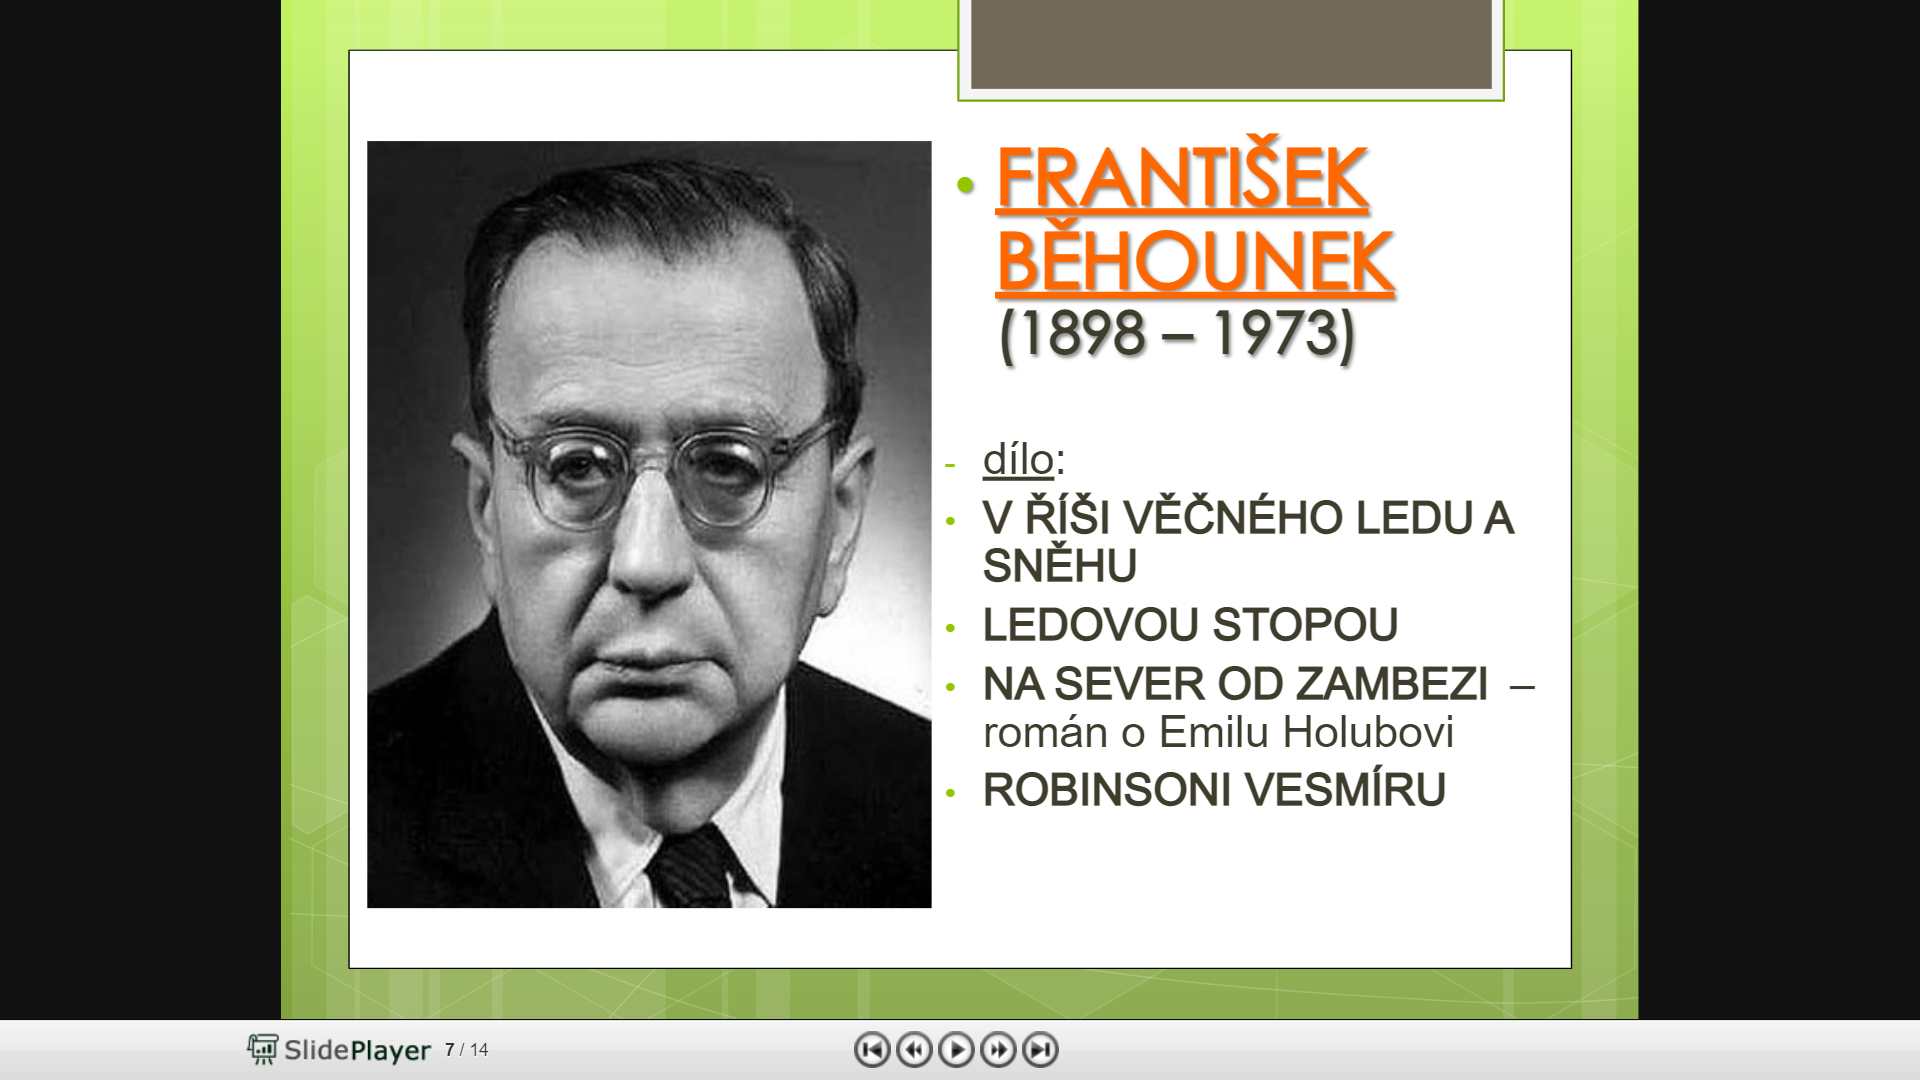 • FRANTIŠEK
BĚHOUNEK
(1898 – 1973)
- dílo:
• V ŘÍŠI VĚČNÉHO LEDU A
SNĚHU
• LEDOVOU STOPOU
• NA SEVER OD ZAMBEZI –
román o Emilu Holubovi
• ROBINSONI VESMÍRU
SlidePlayer 7 / 14